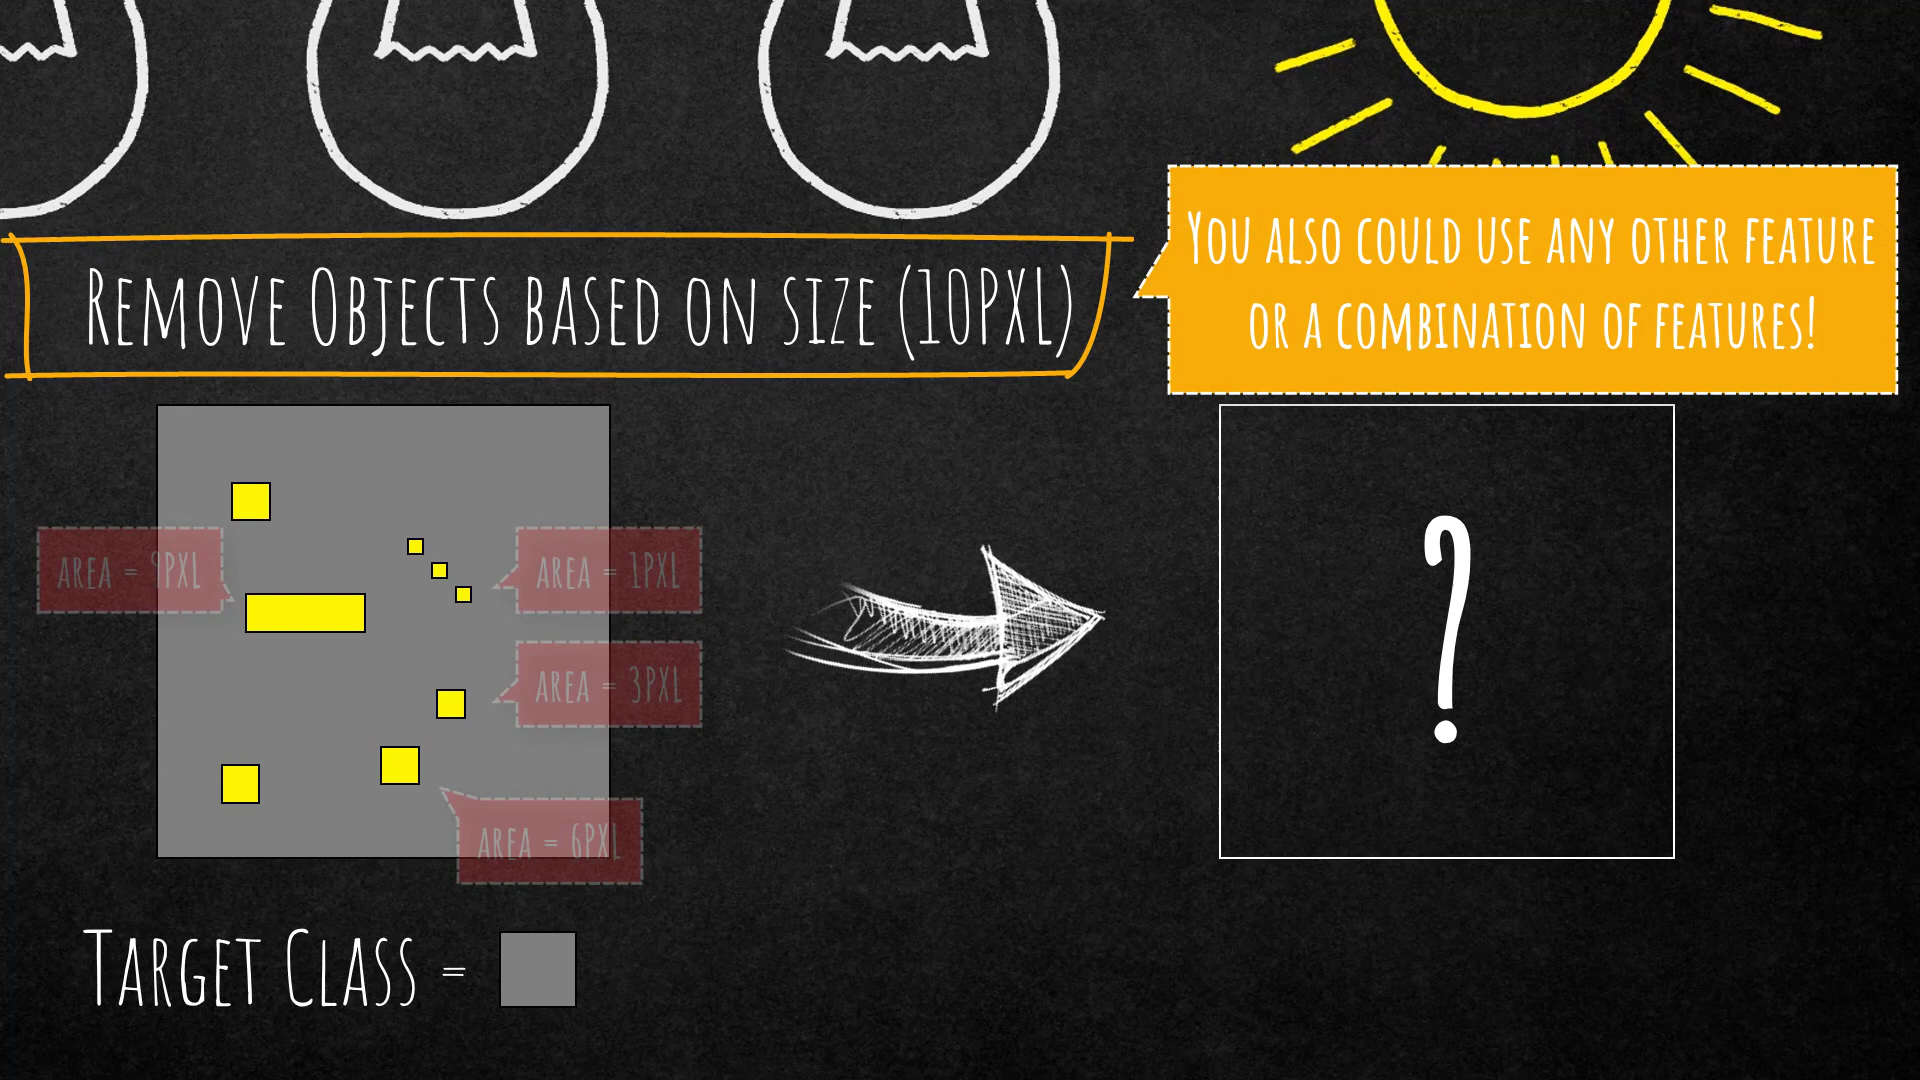 You also could use any other feature
or a combination of features!
Remove Objects based on size (10pxl)
area = 9pxl
area = 1pxl
area = 3pxl
area = 6pxl
?
Target Class =